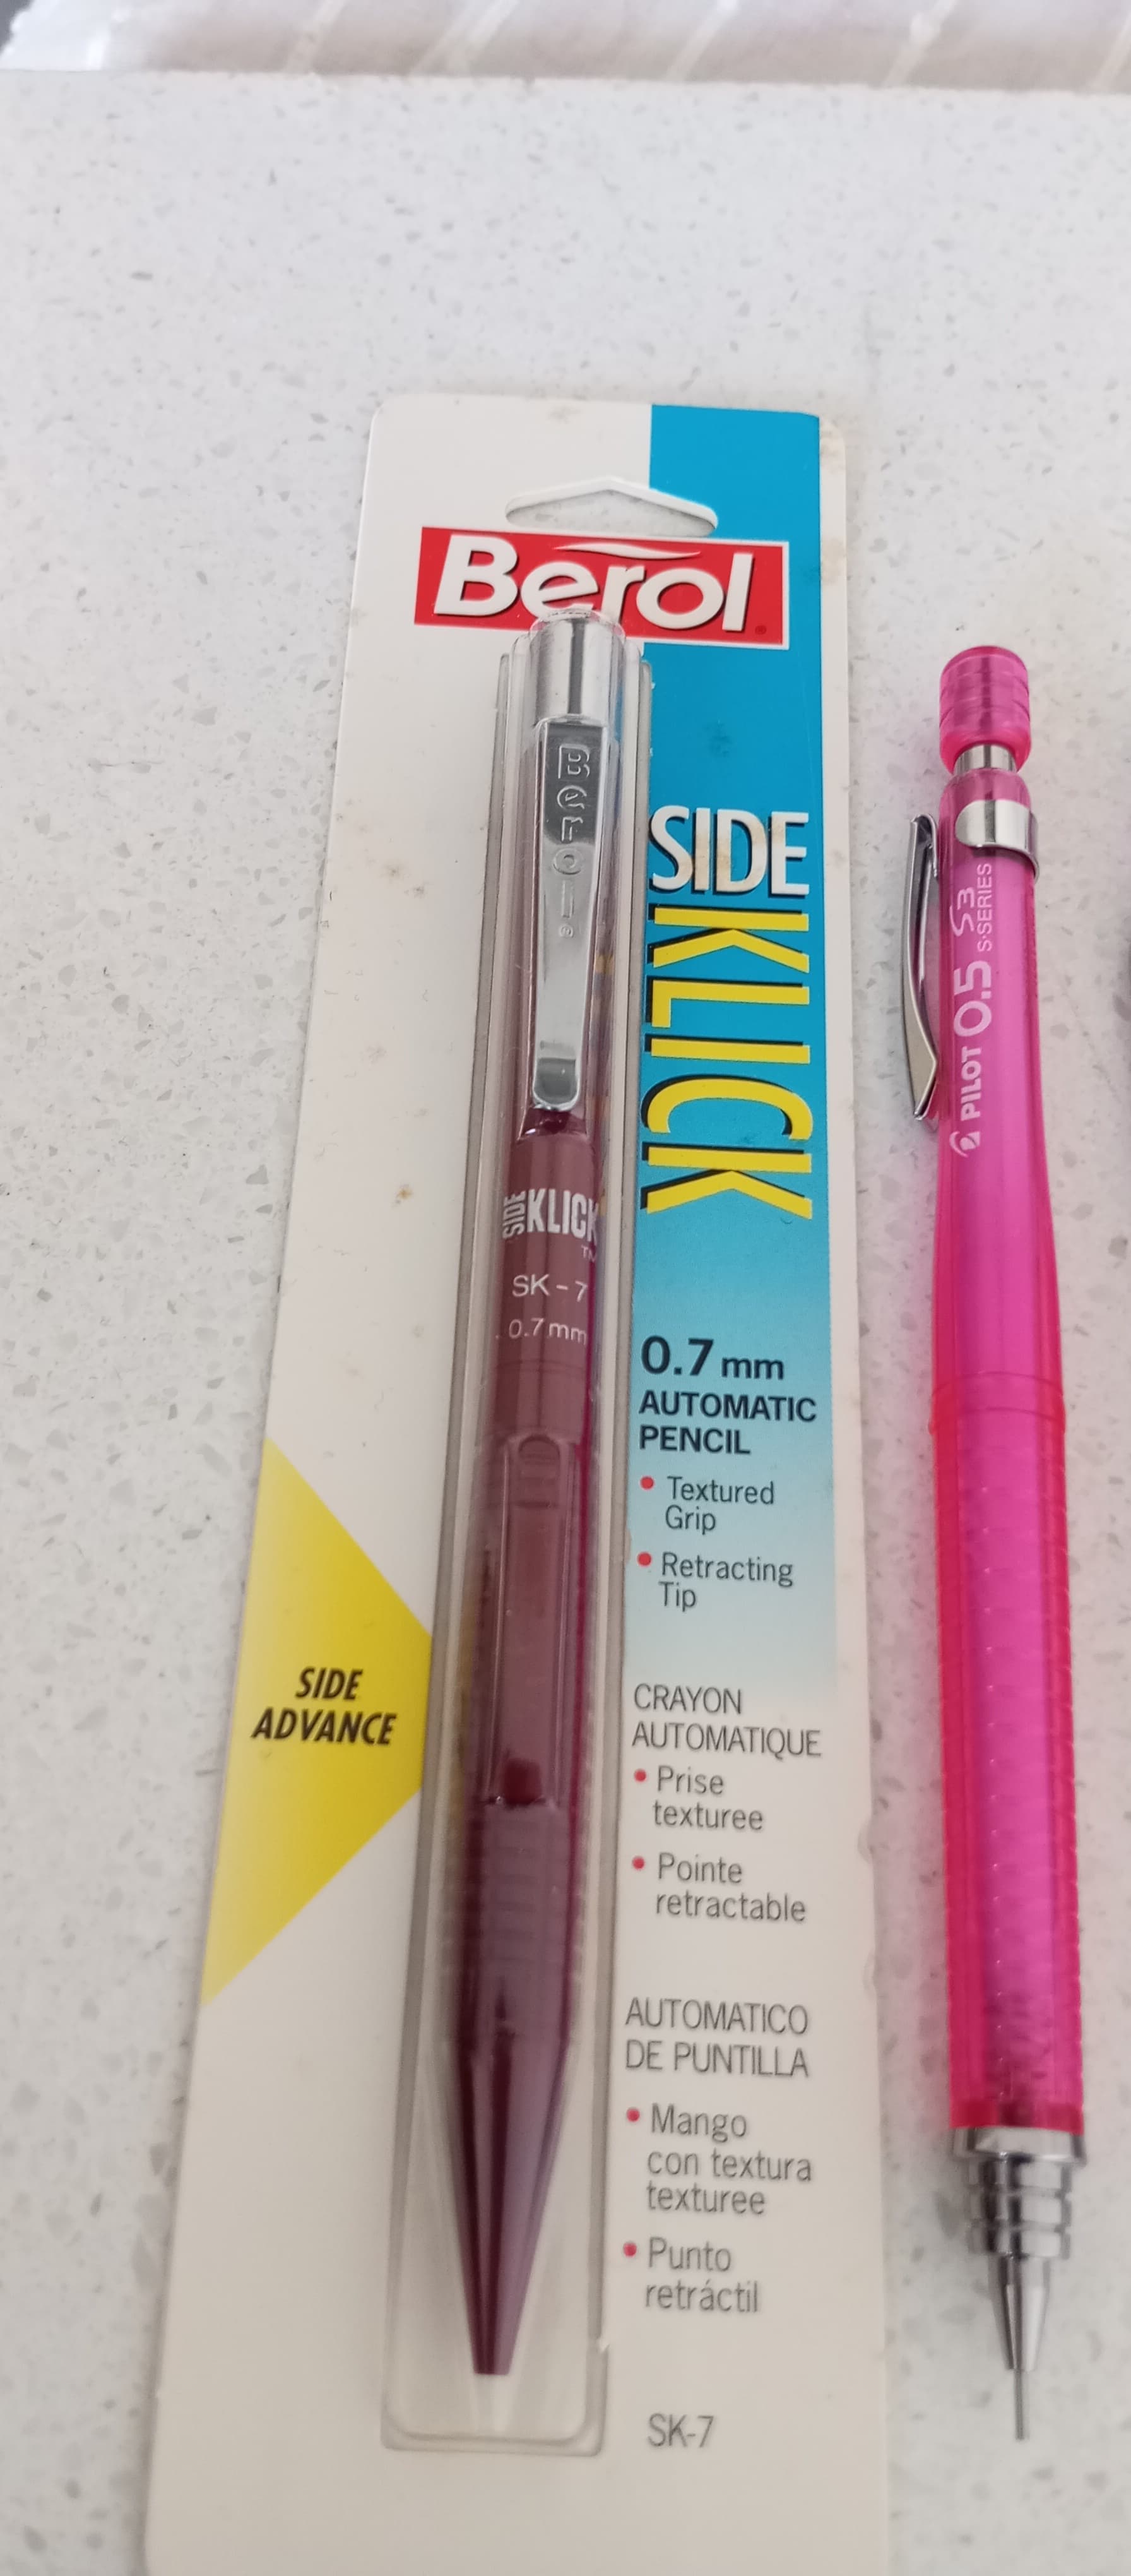 Berol
Berol
SIDE
KLICK
SIDE KLICK™
SK-7
0.7mm
0.7 mm
AUTOMATIC
PENCIL
• Textured
Grip
• Retracting
Tip
SIDE
ADVANCE
CRAYON
AUTOMATIQUE
• Prise
texturee
• Pointe
retractable
AUTOMATICO
DE PUNTILLA
• Mango
con textura
texturee
• Punto
retráctil
SK-7
PILOT 0.5 S3
S·SERIES